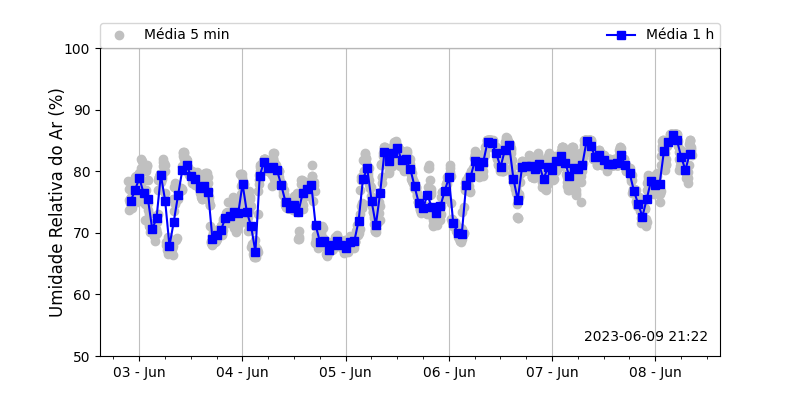 Média 5 min
Média 1 h
Umidade Relativa do Ar (%)
100
90
80
70
60
50
2023-06-09 21:22
03 - Jun
04 - Jun
05 - Jun
06 - Jun
07 - Jun
08 - Jun